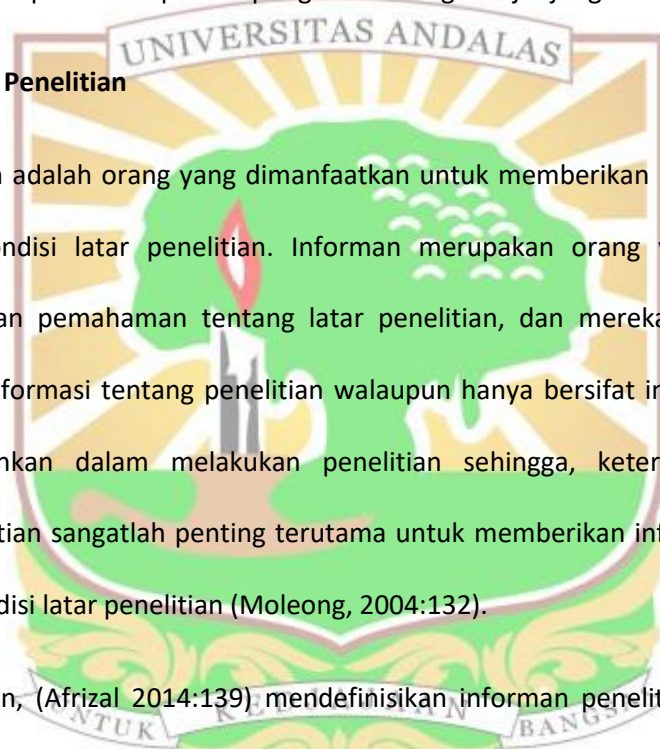 UNIVERSITAS ANDALAS
Penelitian
adalah orang yang dimanfaatkan untuk memberikan
ndisi latar penelitian. Informan merupakan orang
an pemahaman tentang latar penelitian, dan mereka
formasi tentang penelitian walaupun hanya bersifat in
nkan dalam melakukan penelitian sehingga, keter
tian sangatlah penting terutama untuk memberikan inf
disi latar penelitian (Moleong, 2004:132).
n, (Afrizal 2014:139) mendefinisikan informan penelit
UNTUK BANGSA